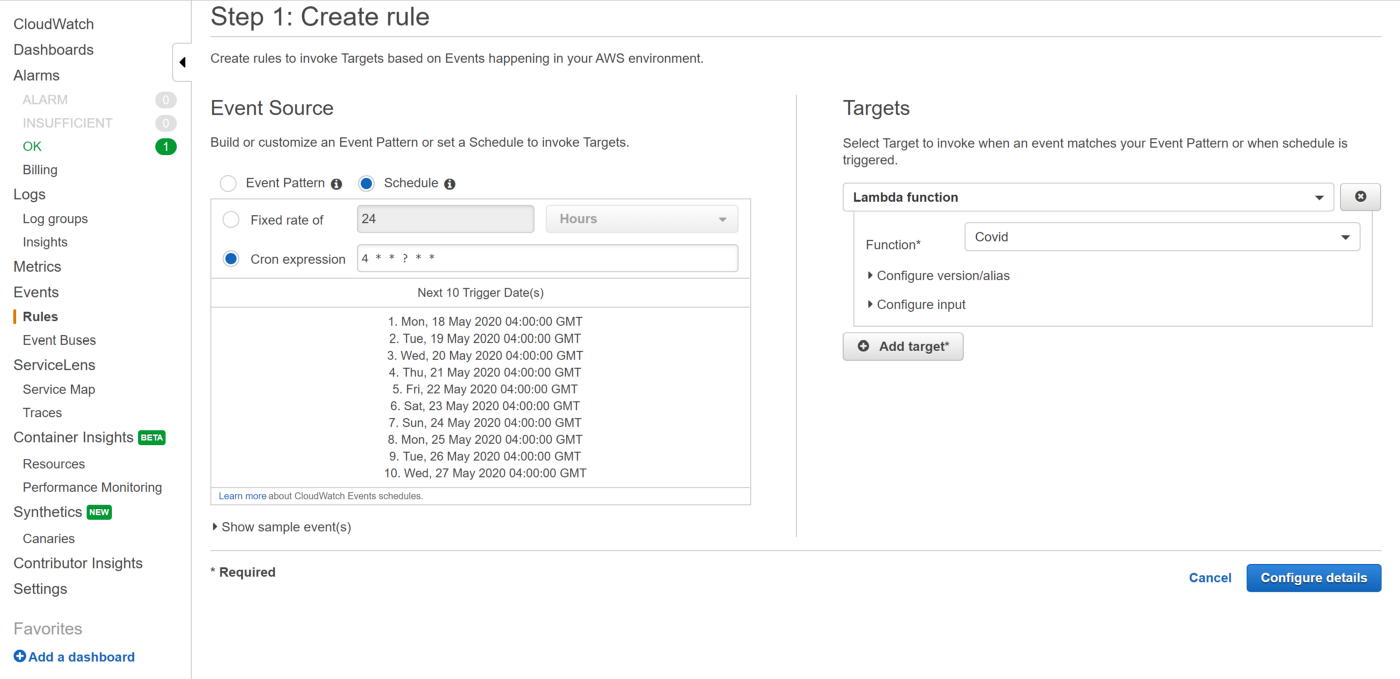 CloudWatch
Dashboards
Alarms
ALARM 0
INSUFFICIENT 0
OK 1
Billing
Logs
Log groups
Insights
Metrics
Events
Rules
Event Buses
ServiceLens
Service Map
Traces
Container Insights BETA
Resources
Performance Monitoring
Synthetics NEW
Canaries
Contributor Insights
Settings
Favorites
Add a dashboard
Step 1: Create rule
Create rules to invoke Targets based on Events happening in your AWS environment.
Event Source
Build or customize an Event Pattern or set a Schedule to invoke Targets.
Event Pattern Schedule
Fixed rate of 24 Hours
Cron expression 4 * * ? * *
Next 10 Trigger Date(s)
1. Mon, 18 May 2020 04:00:00 GMT
2. Tue, 19 May 2020 04:00:00 GMT
3. Wed, 20 May 2020 04:00:00 GMT
4. Thu, 21 May 2020 04:00:00 GMT
5. Fri, 22 May 2020 04:00:00 GMT
6. Sat, 23 May 2020 04:00:00 GMT
7. Sun, 24 May 2020 04:00:00 GMT
8. Mon, 25 May 2020 04:00:00 GMT
9. Tue, 26 May 2020 04:00:00 GMT
10. Wed, 27 May 2020 04:00:00 GMT
Learn more about CloudWatch Events schedules.
Show sample event(s)
Targets
Select Target to invoke when an event matches your Event Pattern or when schedule is
triggered.
Lambda function
Function* Covid
Configure version/alias
Configure input
Add target*
* Required
Cancel Configure details